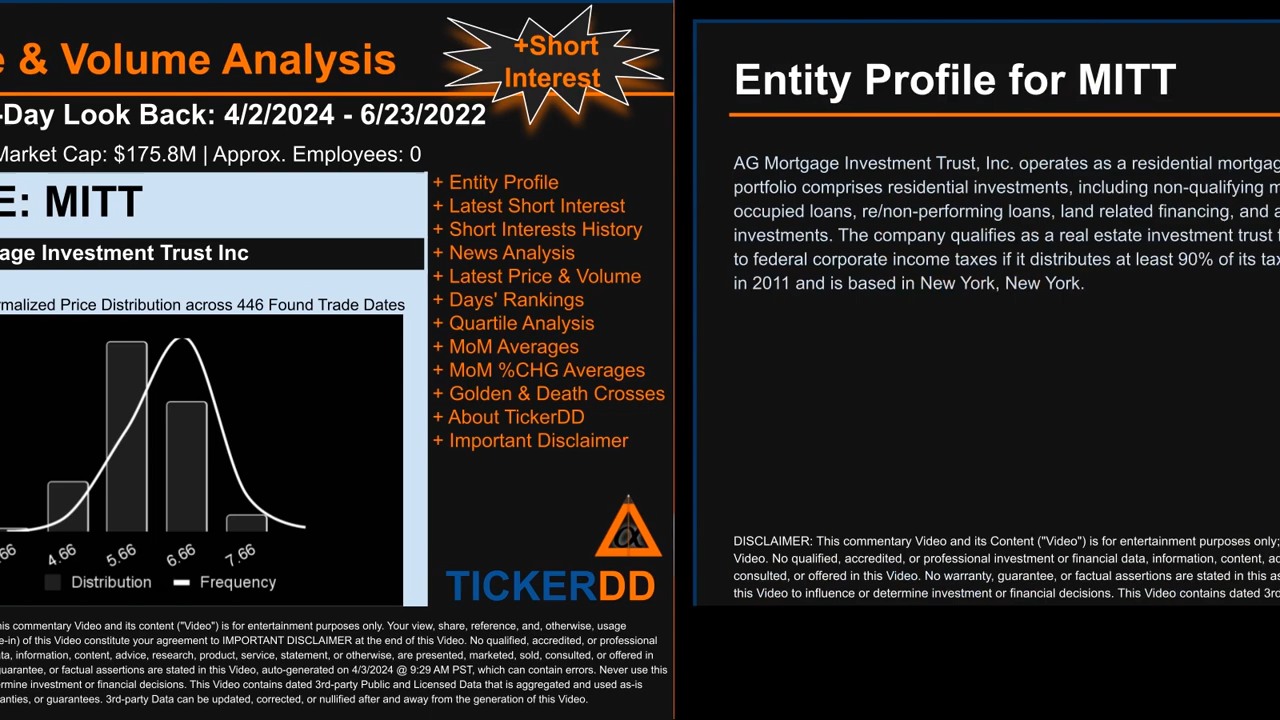 e & Volume Analysis
+Short
Interest
-Day Look Back: 4/2/2024 - 6/23/2022
Market Cap: $175.8M | Approx. Employees: 0
E: MITT
age Investment Trust Inc
rmalized Price Distribution across 446 Found Trade Dates
.66 4.66 5.66 6.66 7.66
Distribution Frequency
+ Entity Profile
+ Latest Short Interest
+ Short Interests History
+ News Analysis
+ Latest Price & Volume
+ Days' Rankings
+ Quartile Analysis
+ MoM Averages
+ MoM %CHG Averages
+ Golden & Death Crosses
+ About TickerDD
+ Important Disclaimer
TICKERDD
is commentary Video and its content ("Video") is for entertainment purposes only. Your view, share, reference, and, otherwise, usage
e-in) of this Video constitute your agreement to IMPORTANT DISCLAIMER at the end of this Video. No qualified, accredited, or professional
ta, information, content, advice, research, product, service, statement, or otherwise, are presented, marketed, sold, consulted, or offered in
uarantee, or factual assertions are stated in this Video, auto-generated on 4/3/2024 @ 9:29 AM PST, which can contain errors. Never use this
ermine investment or financial decisions. This Video contains dated 3rd-party Public and Licensed Data that is aggregated and used as-is
anties, or guarantees. 3rd-party Data can be updated, corrected, or nullified after and away from the generation of this Video.
Entity Profile for MITT
AG Mortgage Investment Trust, Inc. operates as a residential mortgag
portfolio comprises residential investments, including non-qualifying m
occupied loans, re/non-performing loans, land related financing, and a
investments. The company qualifies as a real estate investment trust f
to federal corporate income taxes if it distributes at least 90% of its tax
in 2011 and is based in New York, New York.
DISCLAIMER: This commentary Video and its Content ("Video") is for entertainment purposes only;
Video. No qualified, accredited, or professional investment or financial data, information, content, ad
consulted, or offered in this Video. No warranty, guarantee, or factual assertions are stated in this as
this Video to influence or determine investment or financial decisions. This Video contains dated 3rd